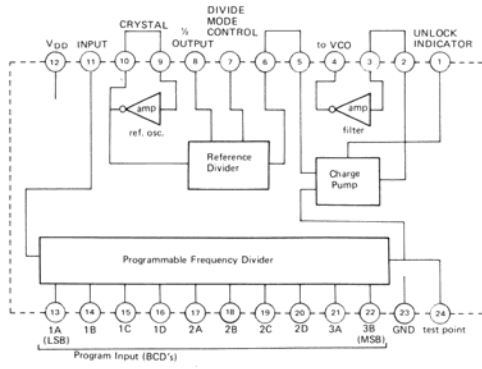 CRYSTAL
DIVIDE
MODE
CONTROL
UNLOCK
INDICATOR
VDD
INPUT
½
OUTPUT
to VCO
12
11
10
9
8
7
6
5
4
3
2
1
amp
ref. osc.
amp
filter
Reference
Divider
Charge
Pump
Programmable Frequency Divider
13
14
15
16
17
18
19
20
21
22
23
24
1A
(LSB)
1B
1C
1D
2A
2B
2C
2D
3A
3B
(MSB)
GND
test point
Program Input (BCD's)